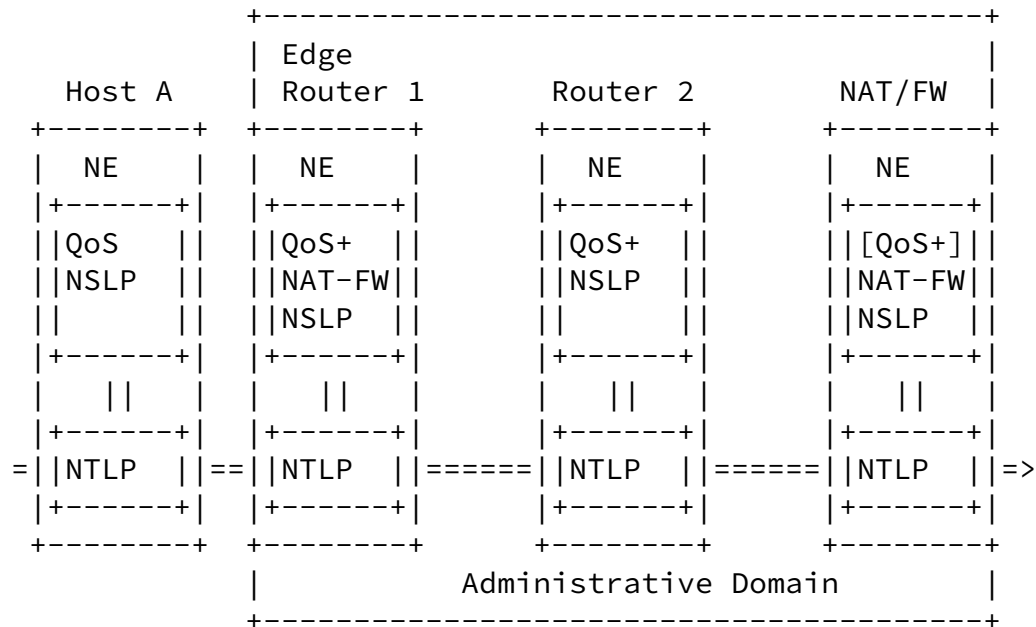 Edge
Host A Router 1 Router 2 NAT/FW
NE NE NE NE
QoS QoS+ QoS+ [QoS+]
NSLP NAT-FW NSLP NAT-FW
NSLP NSLP
NTLP NTLP NTLP NTLP
Administrative Domain